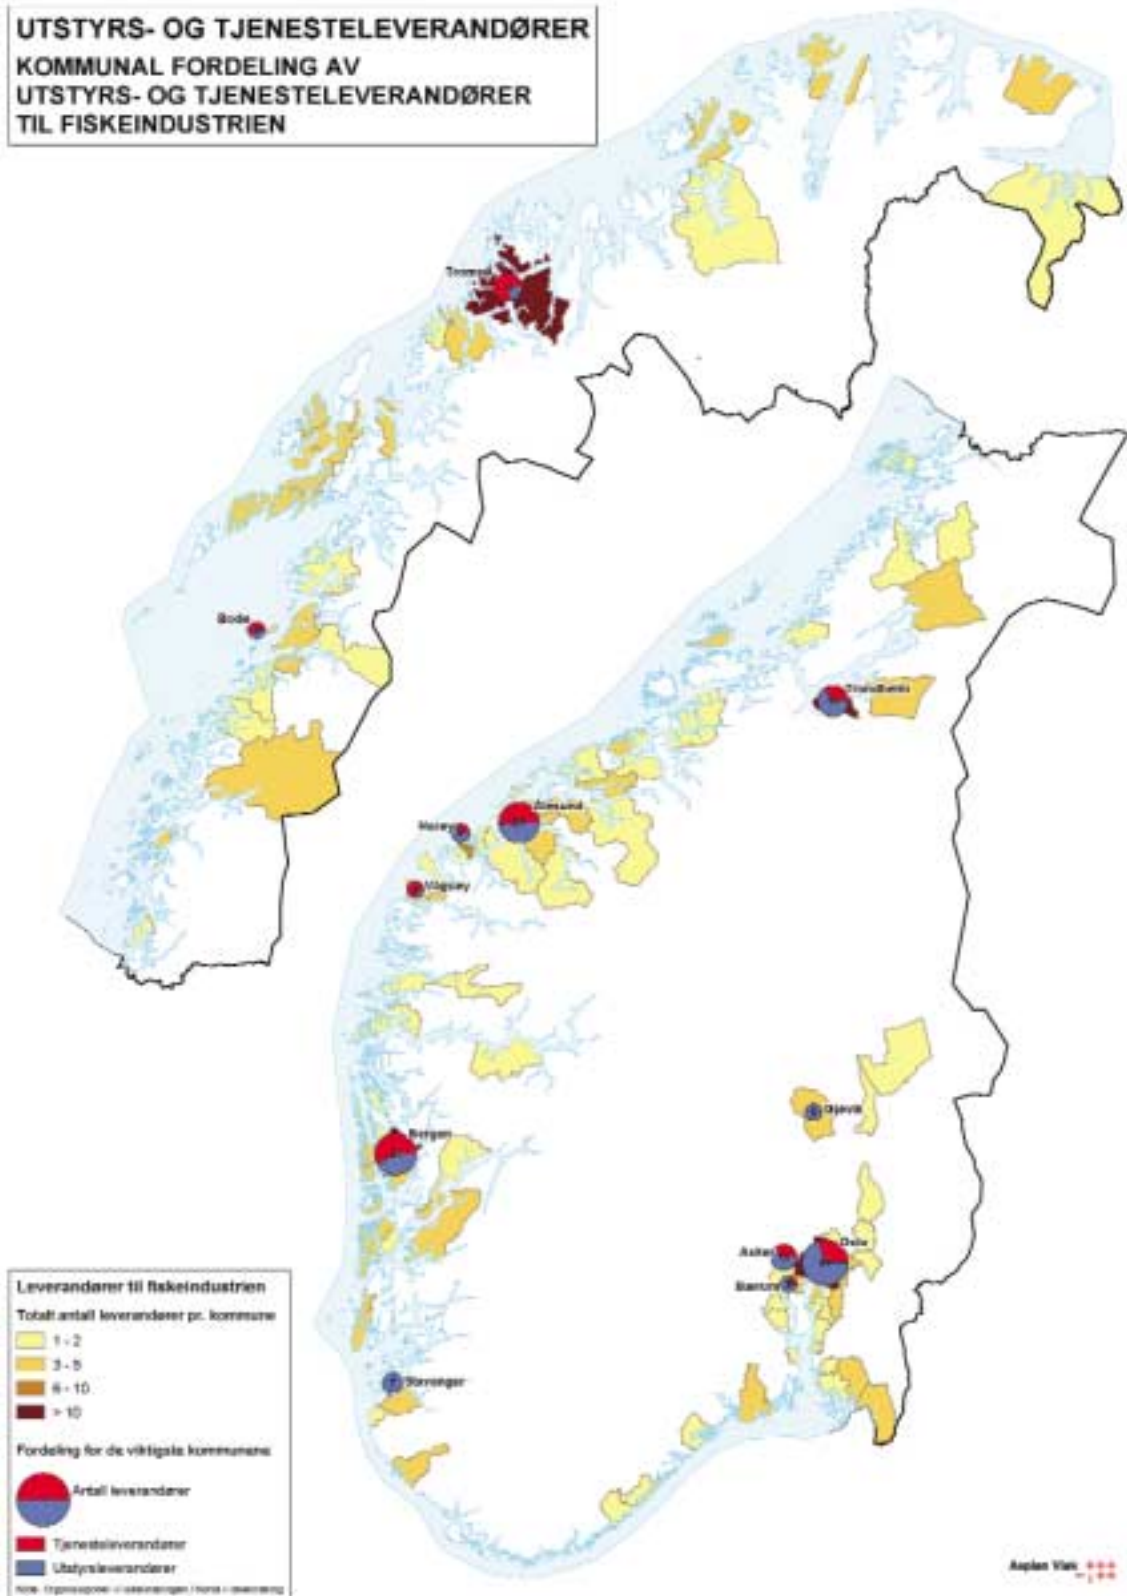 UTSTYRS- OG TJENESTELEVERANDØRER
KOMMUNAL FORDELING AV
UTSTYRS- OG TJENESTELEVERANDØRER
TIL FISKEINDUSTRIEN
Tromsø
Bodø
Trondheim
Ålesund
Herøy
Vågsøy
Gjøvik
Bergen
Oslo
Asker
Bærum
Stavanger
Leverandører til fiskeindustrien
Totalt antall leverandører pr. kommune
1 - 2
3 - 5
6 - 10
> 10
Fordeling for de viktigste kommunene
Antall leverandører
Tjenesteleverandører
Utstyrsleverandører
Asplan Viak